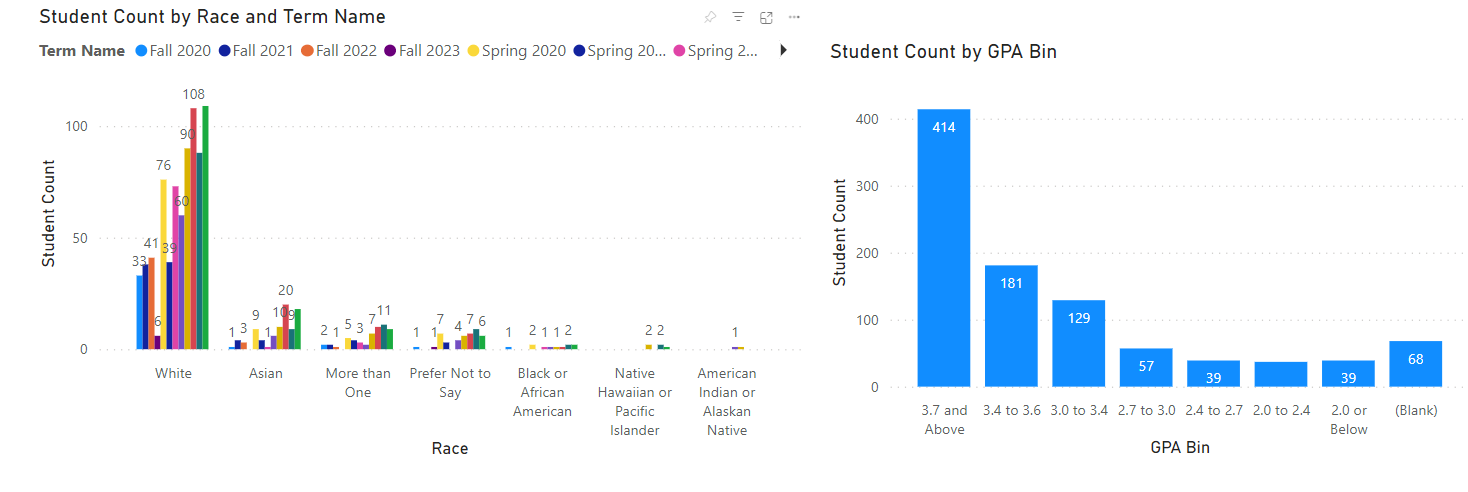 Student Count by Race and Term Name
Term Name Fall 2020 Fall 2021 Fall 2022 Fall 2023 Spring 2020 Spring 20... Spring 2...
Student Count
100
50
0
33
41
6
76
39
60
90
108
1
3
9
1
10
20
9
2
1
5
3
7
11
1
1
7
4
7
6
1
2
1
1
2
2
2
1
White
Asian
More than
One
Prefer Not to
Say
Black or
African
American
Native
Hawaiian or
Pacific
Islander
American
Indian or
Alaskan
Native
Race
Student Count by GPA Bin
Student Count
400
300
200
100
0
414
181
129
57
39
39
68
3.7 and
Above
3.4 to 3.6
3.0 to 3.4
2.7 to 3.0
2.4 to 2.7
2.0 to 2.4
2.0 or
Below
(Blank)
GPA Bin